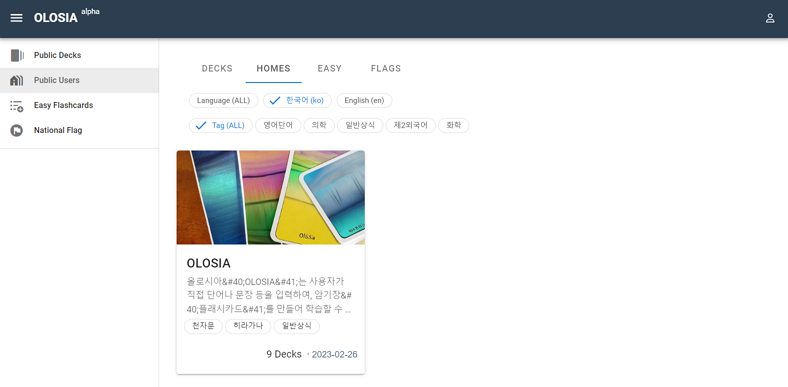 OLOSIA alpha
Public Decks
Public Users
Easy Flashcards
National Flag
DECKS HOMES EASY FLAGS
Language (ALL) 한국어 (ko) English (en)
Tag (ALL) 영어단어 의학 일반상식 제2외국어 화학
Olosia
OLOSIA
올로시아&#40;OLOSIA&#41;는 사용자가
직접 단어나 문장 등을 입력하여, 암기장&#
40;플래시카드&#41;를 만들어 학습할 수 ...
천자문 히라가나 일반상식
9 Decks · 2023-02-26